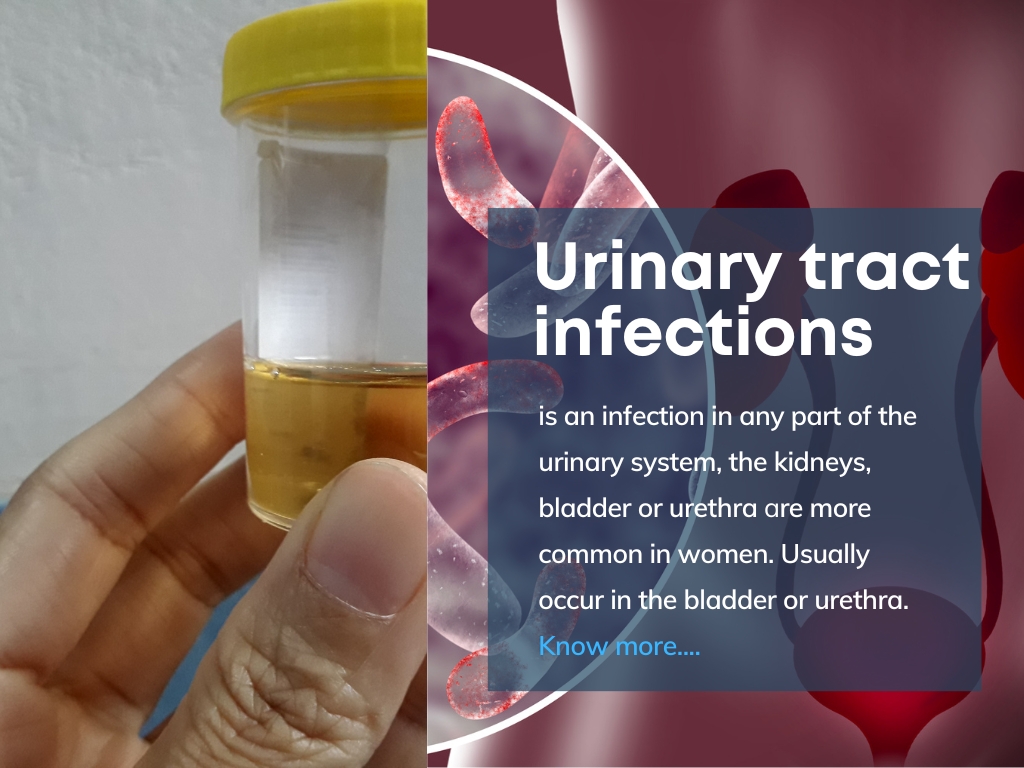 Urinary tract
infections
is an infection in any part of the
urinary system, the kidneys,
bladder or urethra are more
common in women. Usually
occur in the bladder or urethra.
Know more....